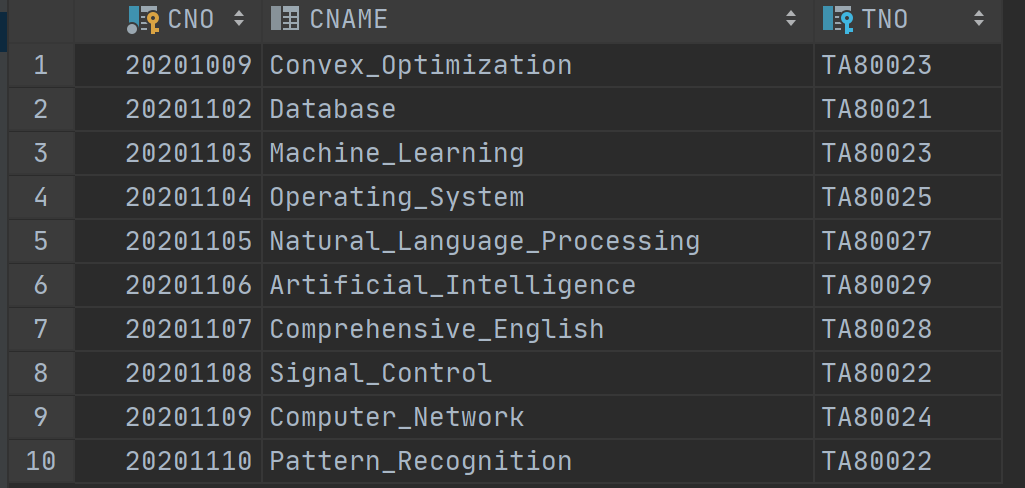 CNO CNAME TNO
1 20201009 Convex_Optimization TA80023
2 20201102 Database TA80021
3 20201103 Machine_Learning TA80023
4 20201104 Operating_System TA80025
5 20201105 Natural_Language_Processing TA80027
6 20201106 Artificial_Intelligence TA80029
7 20201107 Comprehensive_English TA80028
8 20201108 Signal_Control TA80022
9 20201109 Computer_Network TA80024
10 20201110 Pattern_Recognition TA80022